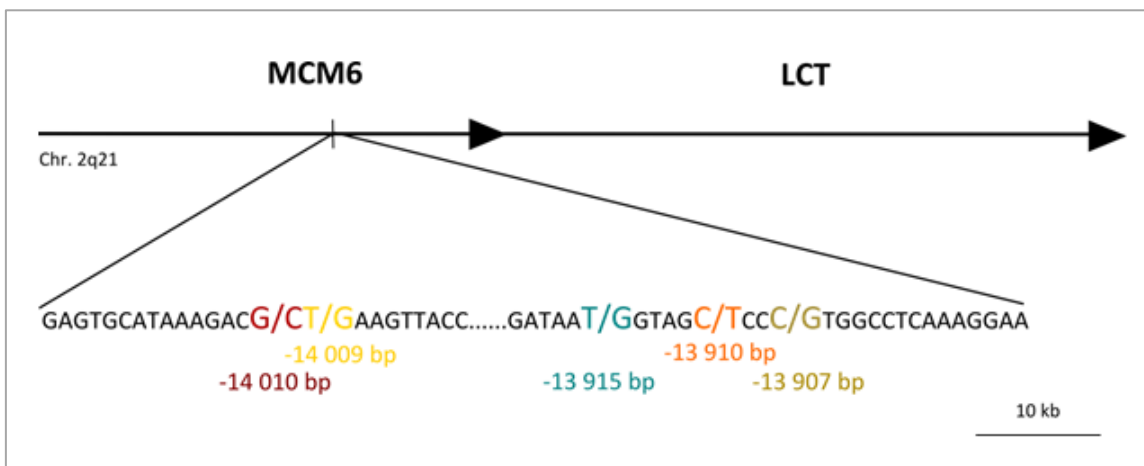 MCM6 LCT
Chr. 2q21
GAGTGCATAAAGACG/CT/GAAGTTACC......GATAAT/GGTAGC/TCCC/GTGGCCTCAAAGGAA
-14 009 bp -13 910 bp
-14 010 bp -13 915 bp -13 907 bp
10 kb